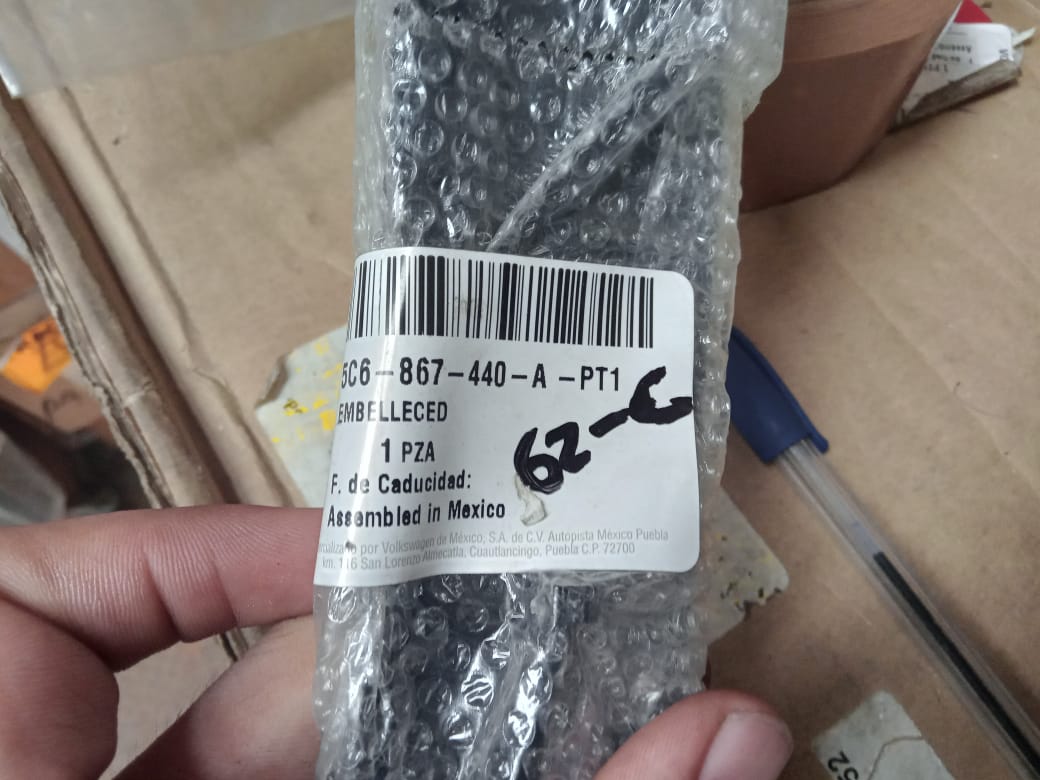 5C6-867-440-A -PT1
EMBELLECED
1 PZA
62-C
F. de Caducidad:
Assembled in Mexico
por Volkswagen de México, S.A. de C.V. Autopista México Puebla
km. 116 San Lorenzo Almecatla, Cuautlancingo, Puebla C.P. 72700
52